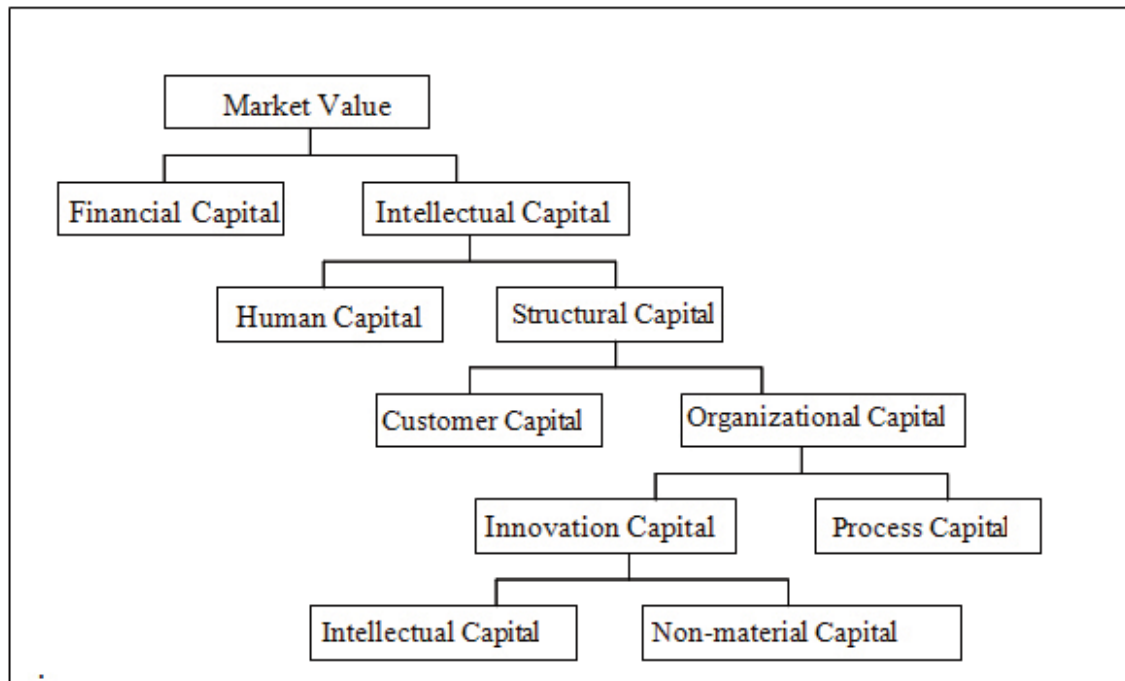 Market Value
Financial Capital
Intellectual Capital
Human Capital
Structural Capital
Customer Capital
Organizational Capital
Innovation Capital
Process Capital
Intellectual Capital
Non-material Capital